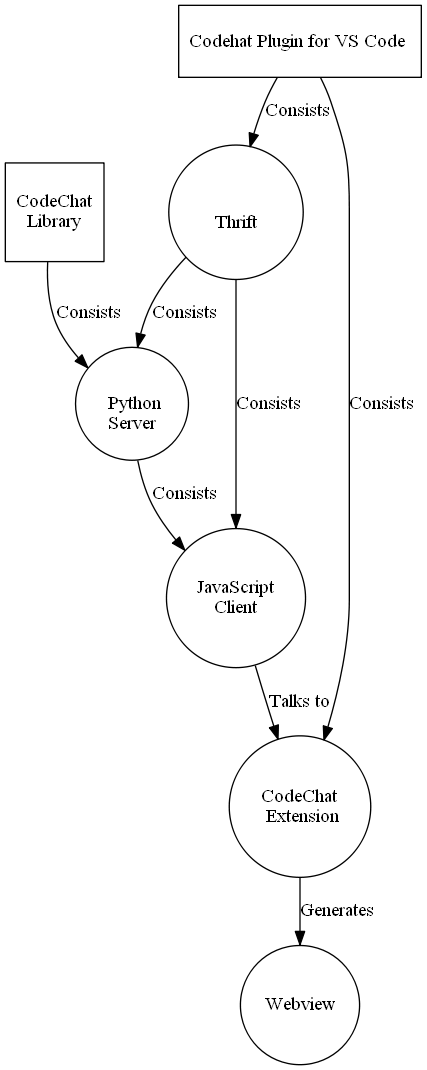 Codehat Plugin for VS Code
Consists
CodeChat
Library
Thrift
Consists
Consists
Python
Server
Consists
Consists
Consists
JavaScript
Client
Talks to
CodeChat
Extension
Generates
Webview